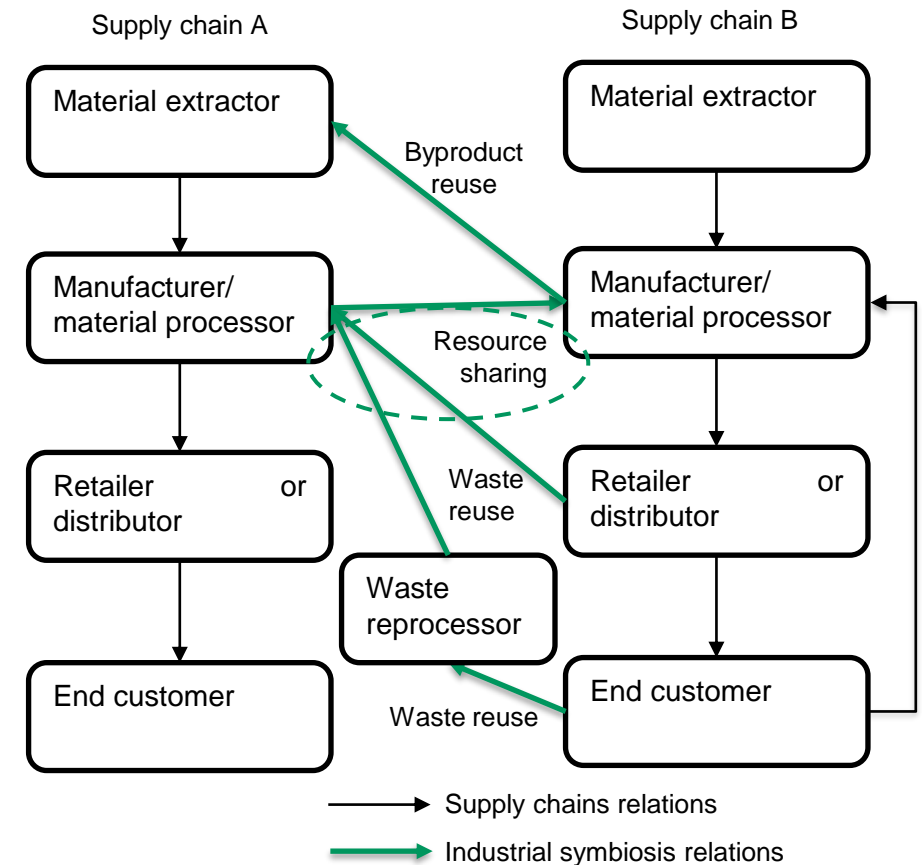 Supply chain A
Supply chain B
Material extractor
Material extractor
Byproduct
reuse
Manufacturer/
material processor
Manufacturer/
material processor
Resource
sharing
Retailer or
distributor
Waste
reuse
Retailer or
distributor
Waste
reprocessor
End customer
Waste reuse
End customer
Supply chains relations
Industrial symbiosis relations